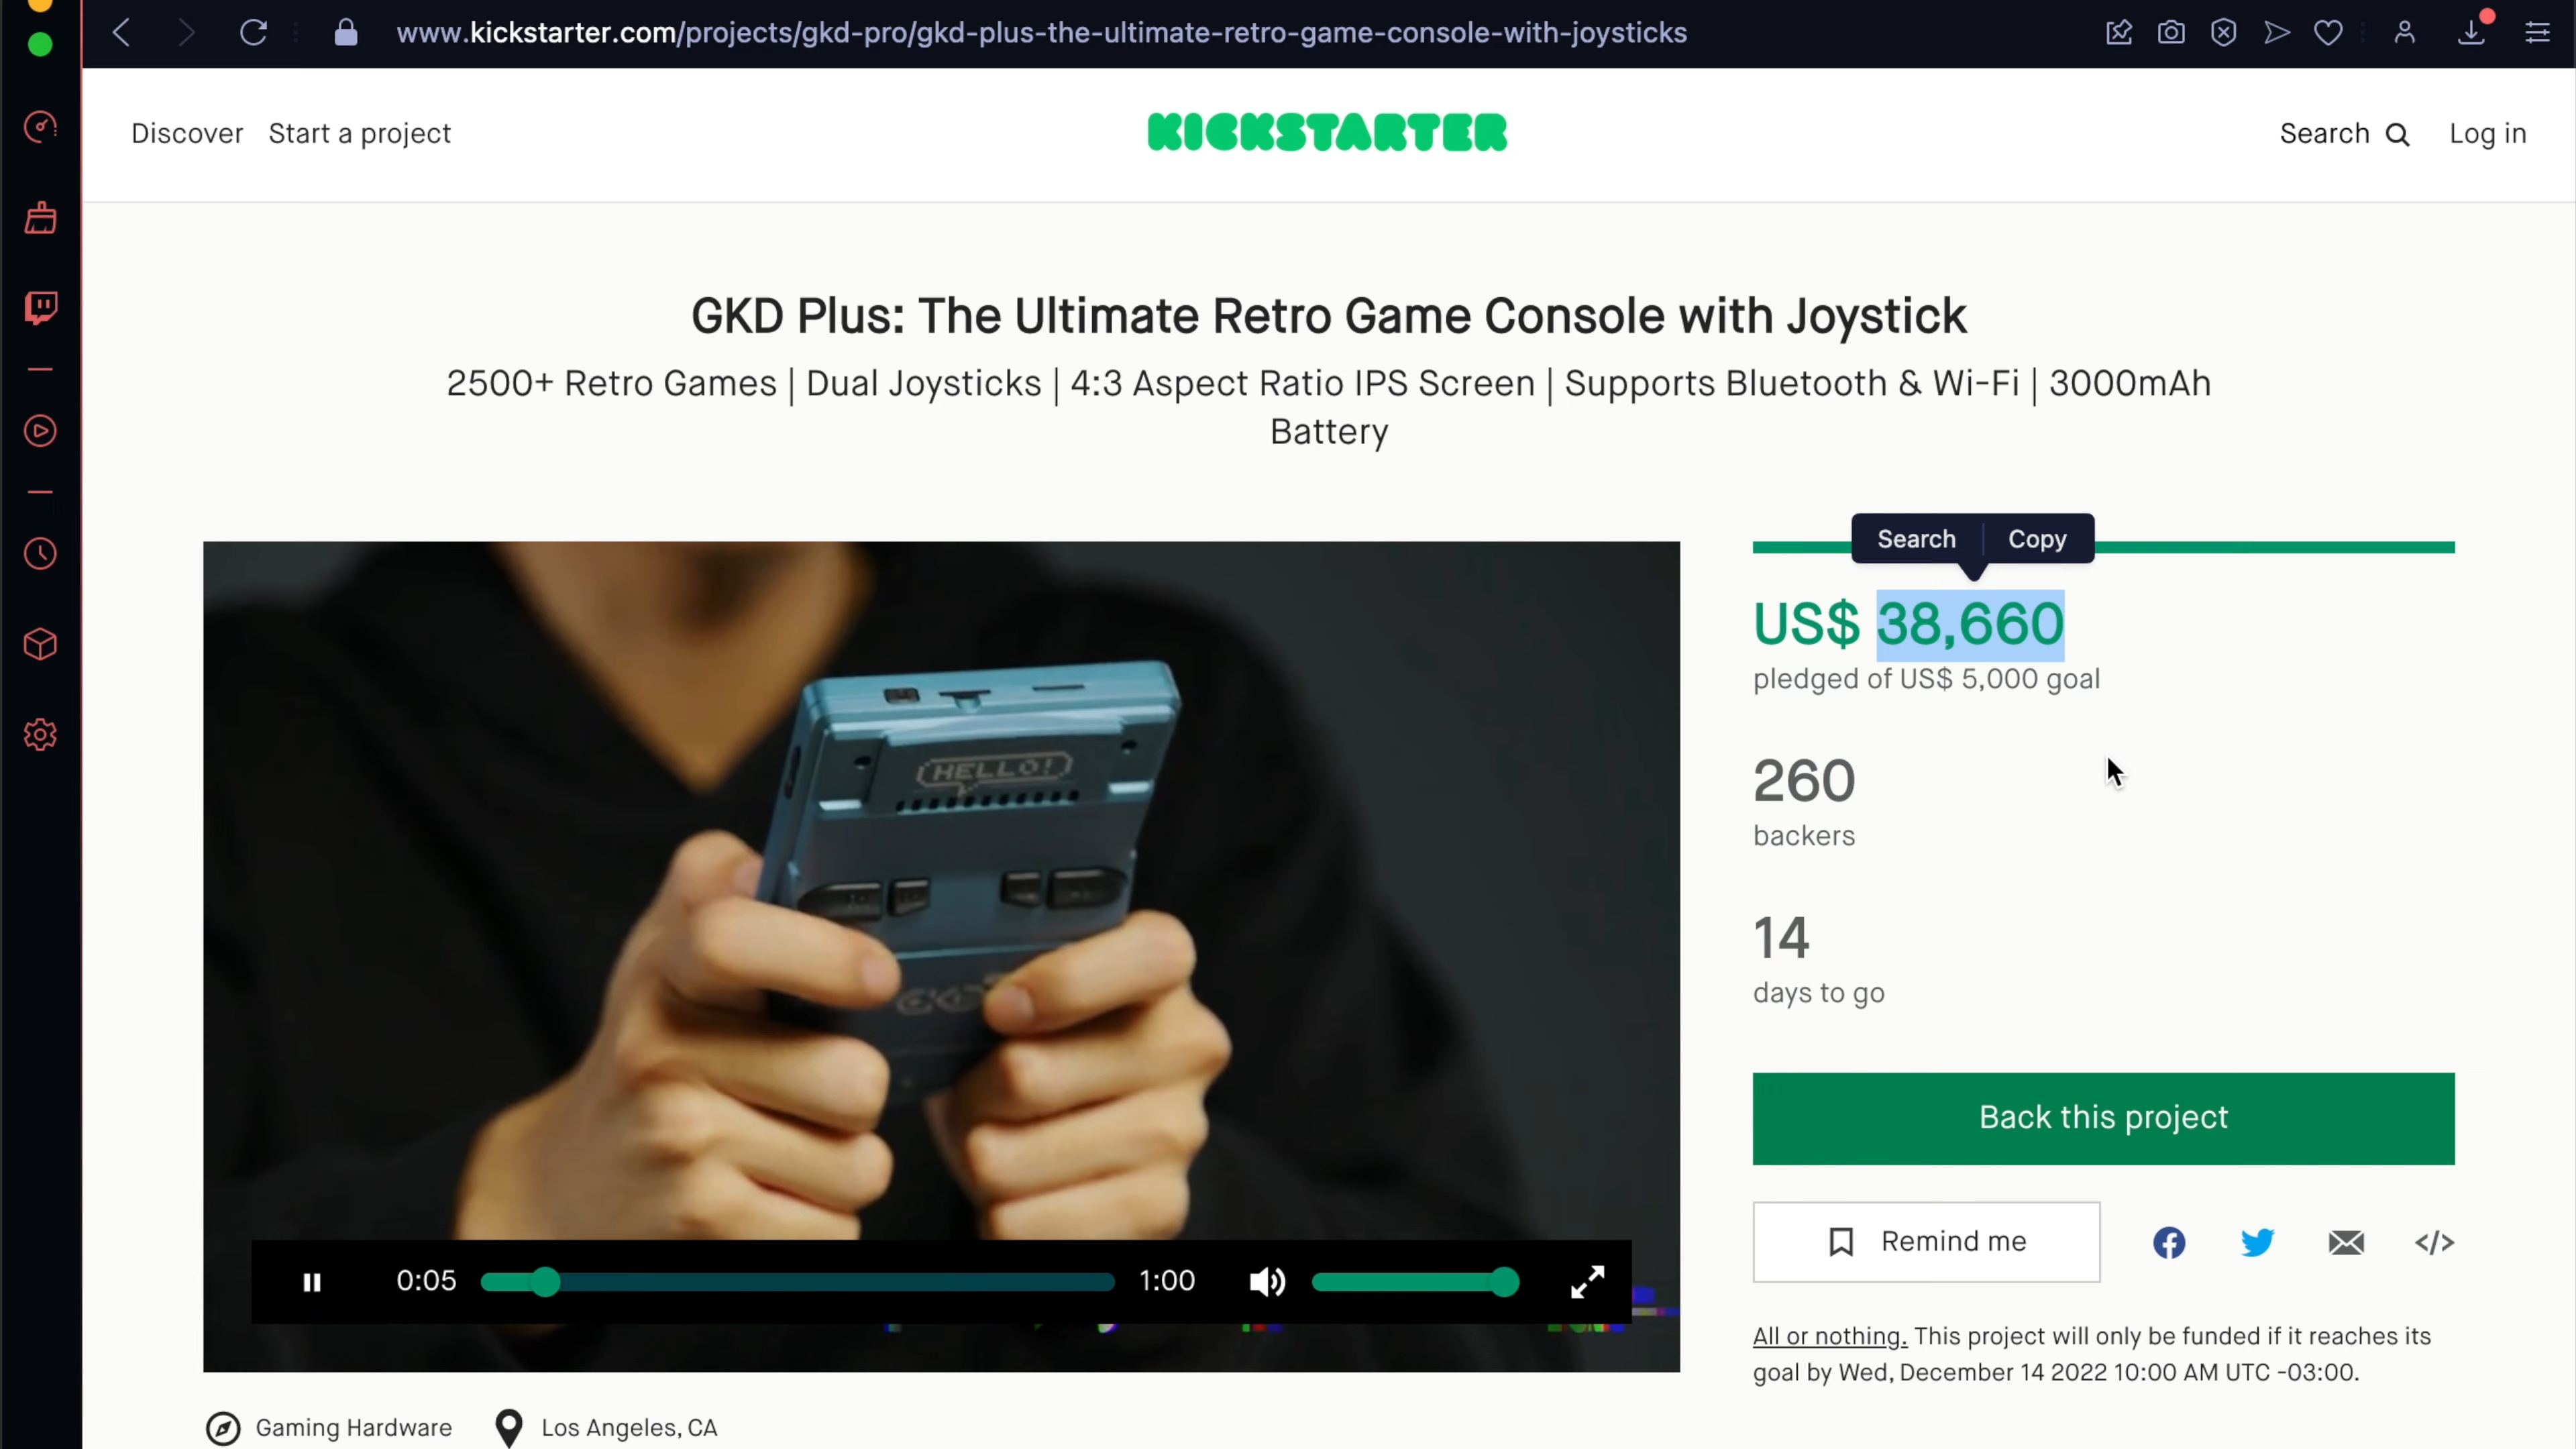 www.kickstarter.com/projects/gkd-pro/gkd-plus-the-ultimate-retro-game-console-with-joysticks
Discover Start a project
KICKSTARTER
Search Log in
GKD Plus: The Ultimate Retro Game Console with Joystick
2500+ Retro Games | Dual Joysticks | 4:3 Aspect Ratio IPS Screen | Supports Bluetooth & Wi-Fi | 3000mAh
Battery
Search Copy
US$ 38,660
pledged of US$ 5,000 goal
HELLO!
260
backers
14
days to go
GKD
Back this project
Remind me
0:05 1:00
All or nothing. This project will only be funded if it reaches its
goal by Wed, December 14 2022 10:00 AM UTC -03:00.
Gaming Hardware Los Angeles, CA